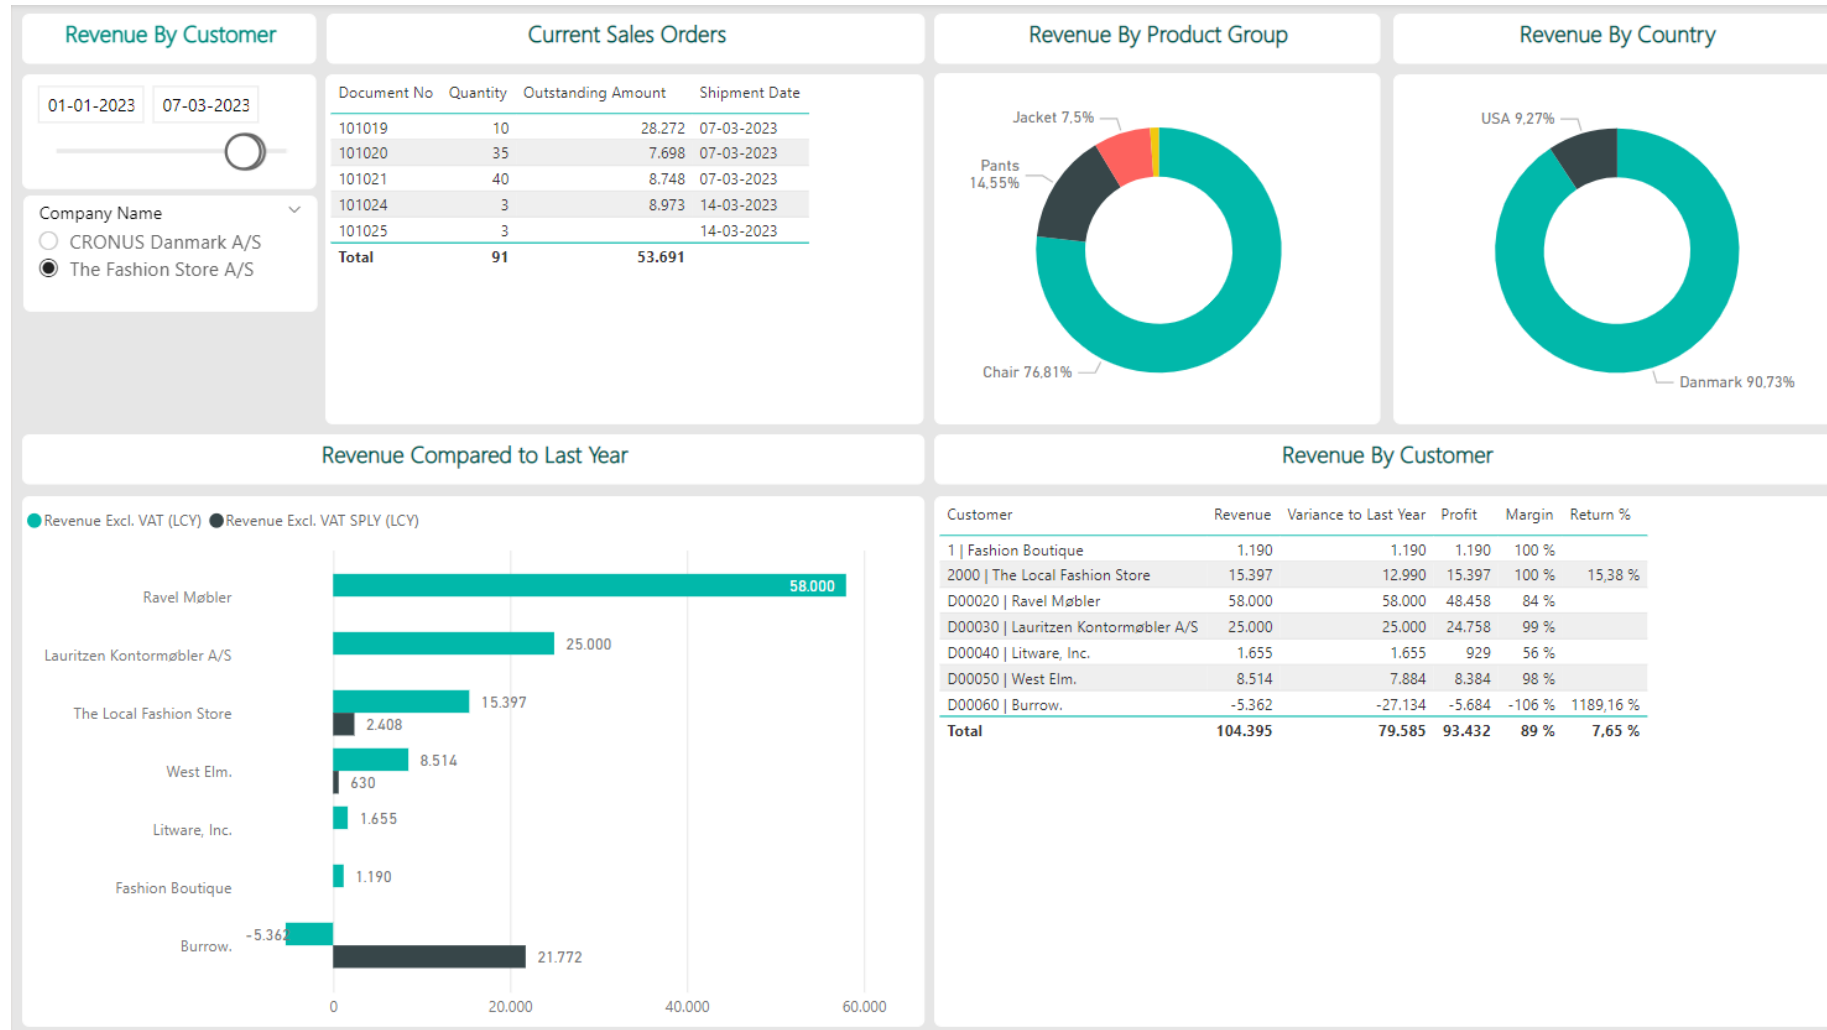 Revenue By Customer
01-01-2023 07-03-2023
Company Name
CRONUS Danmark A/S
The Fashion Store A/S
Current Sales Orders
Document No Quantity Outstanding Amount Shipment Date
101019 10 28.272 07-03-2023
101020 35 7.698 07-03-2023
101021 40 8.748 07-03-2023
101024 3 8.973 14-03-2023
101025 3 14-03-2023
Total 91 53.691
Revenue By Product Group
Jacket 7,5%
Pants
14,55%
Chair 76,81%
Revenue By Country
USA 9,27%
Danmark 90,73%
Revenue Compared to Last Year
Revenue Excl. VAT (LCY) Revenue Excl. VAT SPLY (LCY)
Ravel Møbler 58.000
Lauritzen Kontormøbler A/S 25.000
The Local Fashion Store 15.397
2.408
West Elm. 8.514
630
Litware, Inc. 1.655
Fashion Boutique 1.190
Burrow. -5.362
21.772
0 20.000 40.000 60.000
Revenue By Customer
Customer Revenue Variance to Last Year Profit Margin Return %
1 | Fashion Boutique 1.190 1.190 1.190 100 %
2000 | The Local Fashion Store 15.397 12.990 15.397 100 % 15,38 %
D00020 | Ravel Møbler 58.000 58.000 48.458 84 %
D00030 | Lauritzen Kontormøbler A/S 25.000 25.000 24.758 99 %
D00040 | Litware, Inc. 1.655 1.655 929 56 %
D00050 | West Elm. 8.514 7.884 8.384 98 %
D00060 | Burrow. -5.362 -27.134 -5.684 -106 % 1189,16 %
Total 104.395 79.585 93.432 89 % 7,65 %